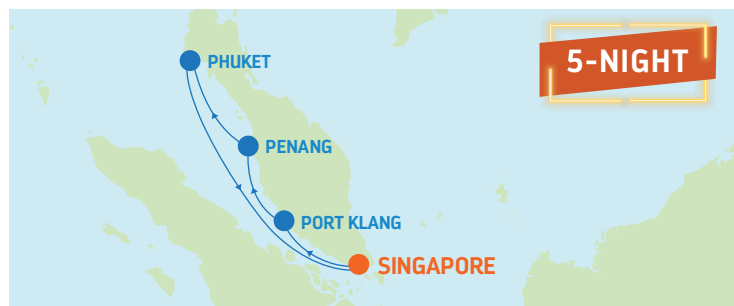 5-NIGHT
PHUKET
PENANG
PORT KLANG
SINGAPORE